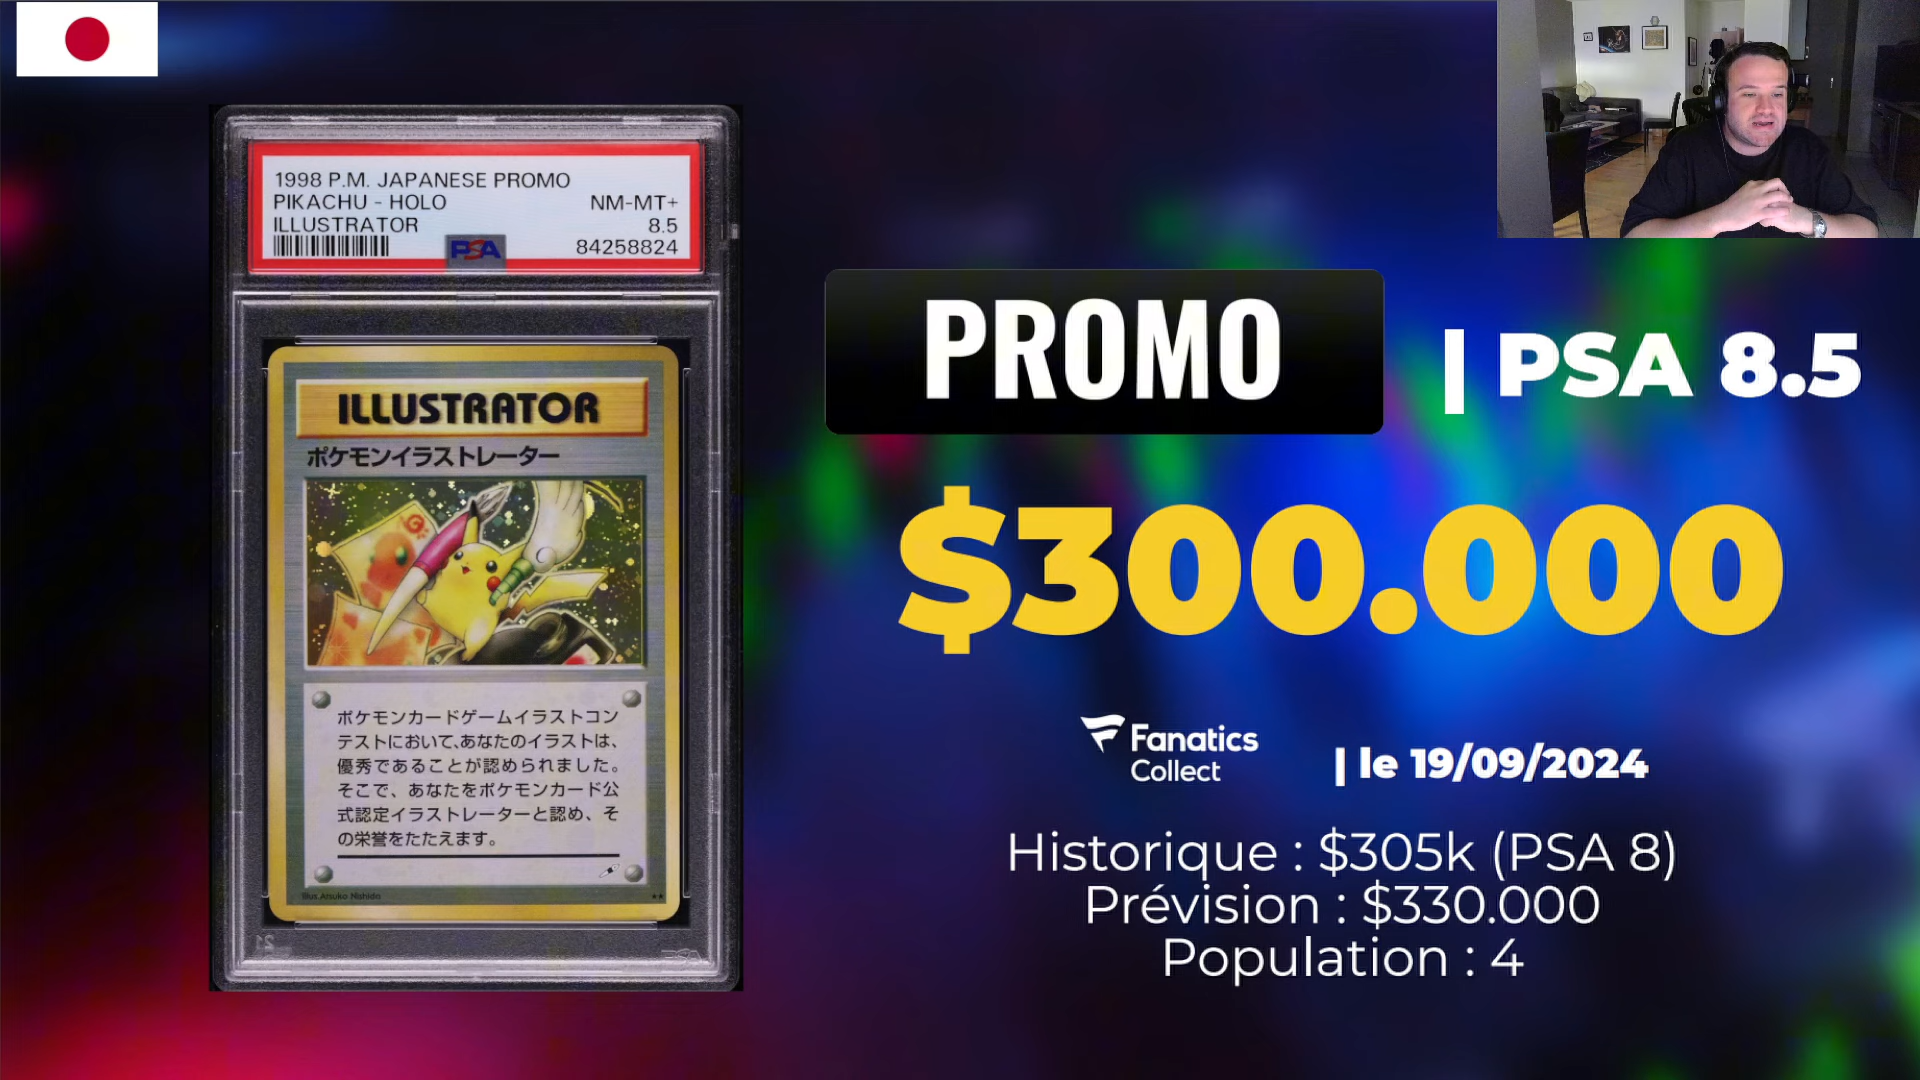 1998 P.M. JAPANESE PROMO
PIKACHU - HOLO NM-MT+
ILLUSTRATOR 8.5
PSA 84258824
ILLUSTRATOR
ポケモンイラストレーター
ポケモンカードゲームイラストコン
テストにおいて、あなたのイラストは、
優秀であることが認められました。
そこで、あなたをポケモンカード公
式認定イラストレーターと認め、そ
の栄誉をたたえます。
Illus. Atsuko Nishida
PROMO
| PSA 8.5
$300.000
Fanatics
Collect
| le 19/09/2024
Historique : $305k (PSA 8)
Prévision : $330.000
Population : 4